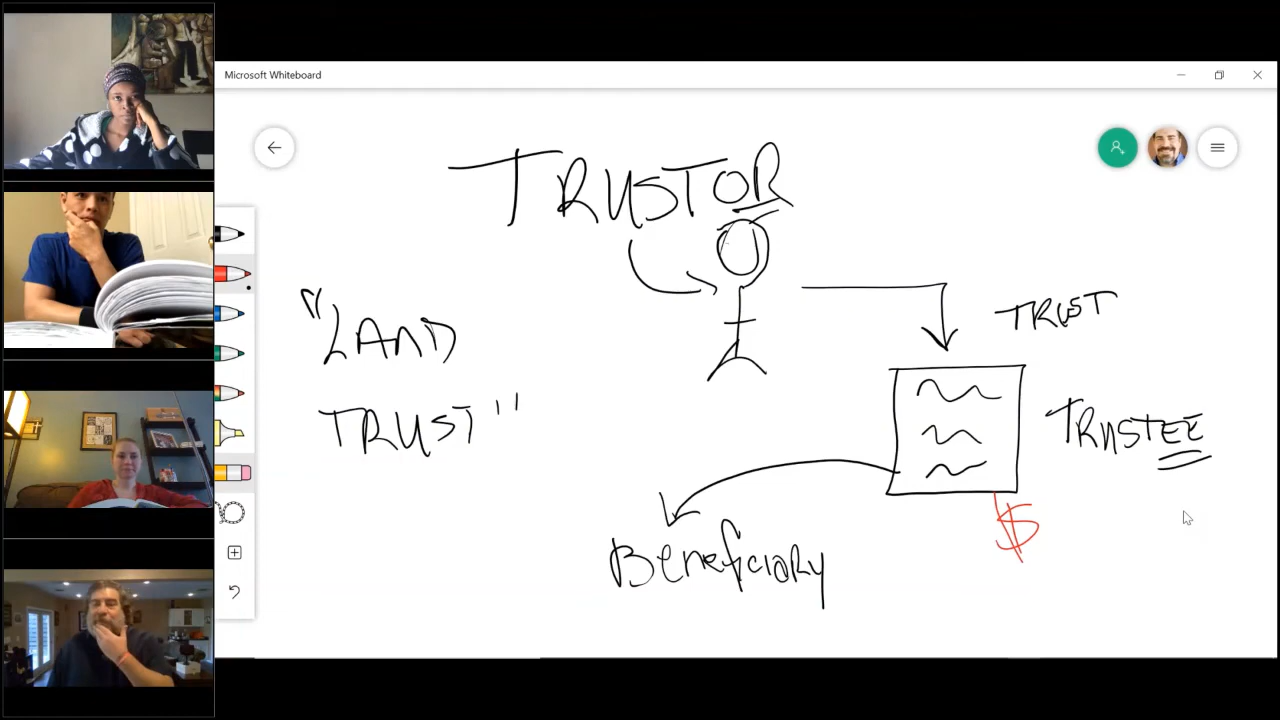 Microsoft Whiteboard
TRUSTOR
"LAND
TRUST"
TRUST
TRUSTEE
$
Beneficiary